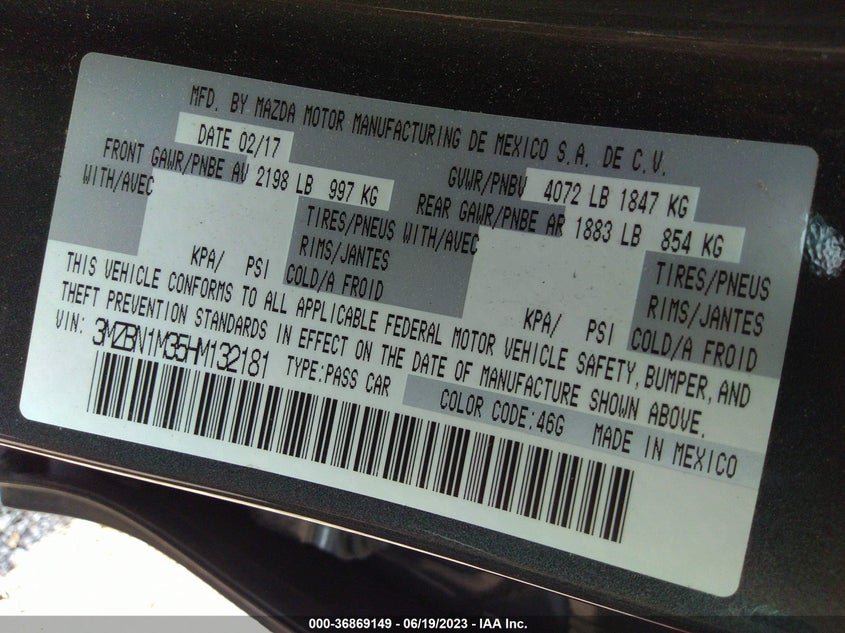 MFD. BY MAZDA MOTOR MANUFACTURING DE MEXICO S.A. DE C.V.
DATE 02/17
GVWR/PNBV 4072 LB 1847 KG
FRONT GAWR/PNBE AV 2198 LB 997 KG
REAR GAWR/PNBE AR 1883 LB 854 KG
WITH/AVEC
TIRES/PNEUS
WITH/AVEC
TIRES/PNEUS
RIMS/JANTES
RIMS/JANTES
KPA/ PSI COLD/A FROID
KPA/ PSI COLD/A FROID
THIS VEHICLE CONFORMS TO ALL APPLICABLE FEDERAL MOTOR VEHICLE SAFETY, BUMPER, AND
THEFT PREVENTION STANDARDS IN EFFECT ON THE DATE OF MANUFACTURE SHOWN ABOVE.
VIN: 3MZBN1M35HM132181 TYPE:PASS CAR
COLOR CODE:46G MADE IN MEXICO
000-36869149 - 06/19/2023 - IAA Inc.